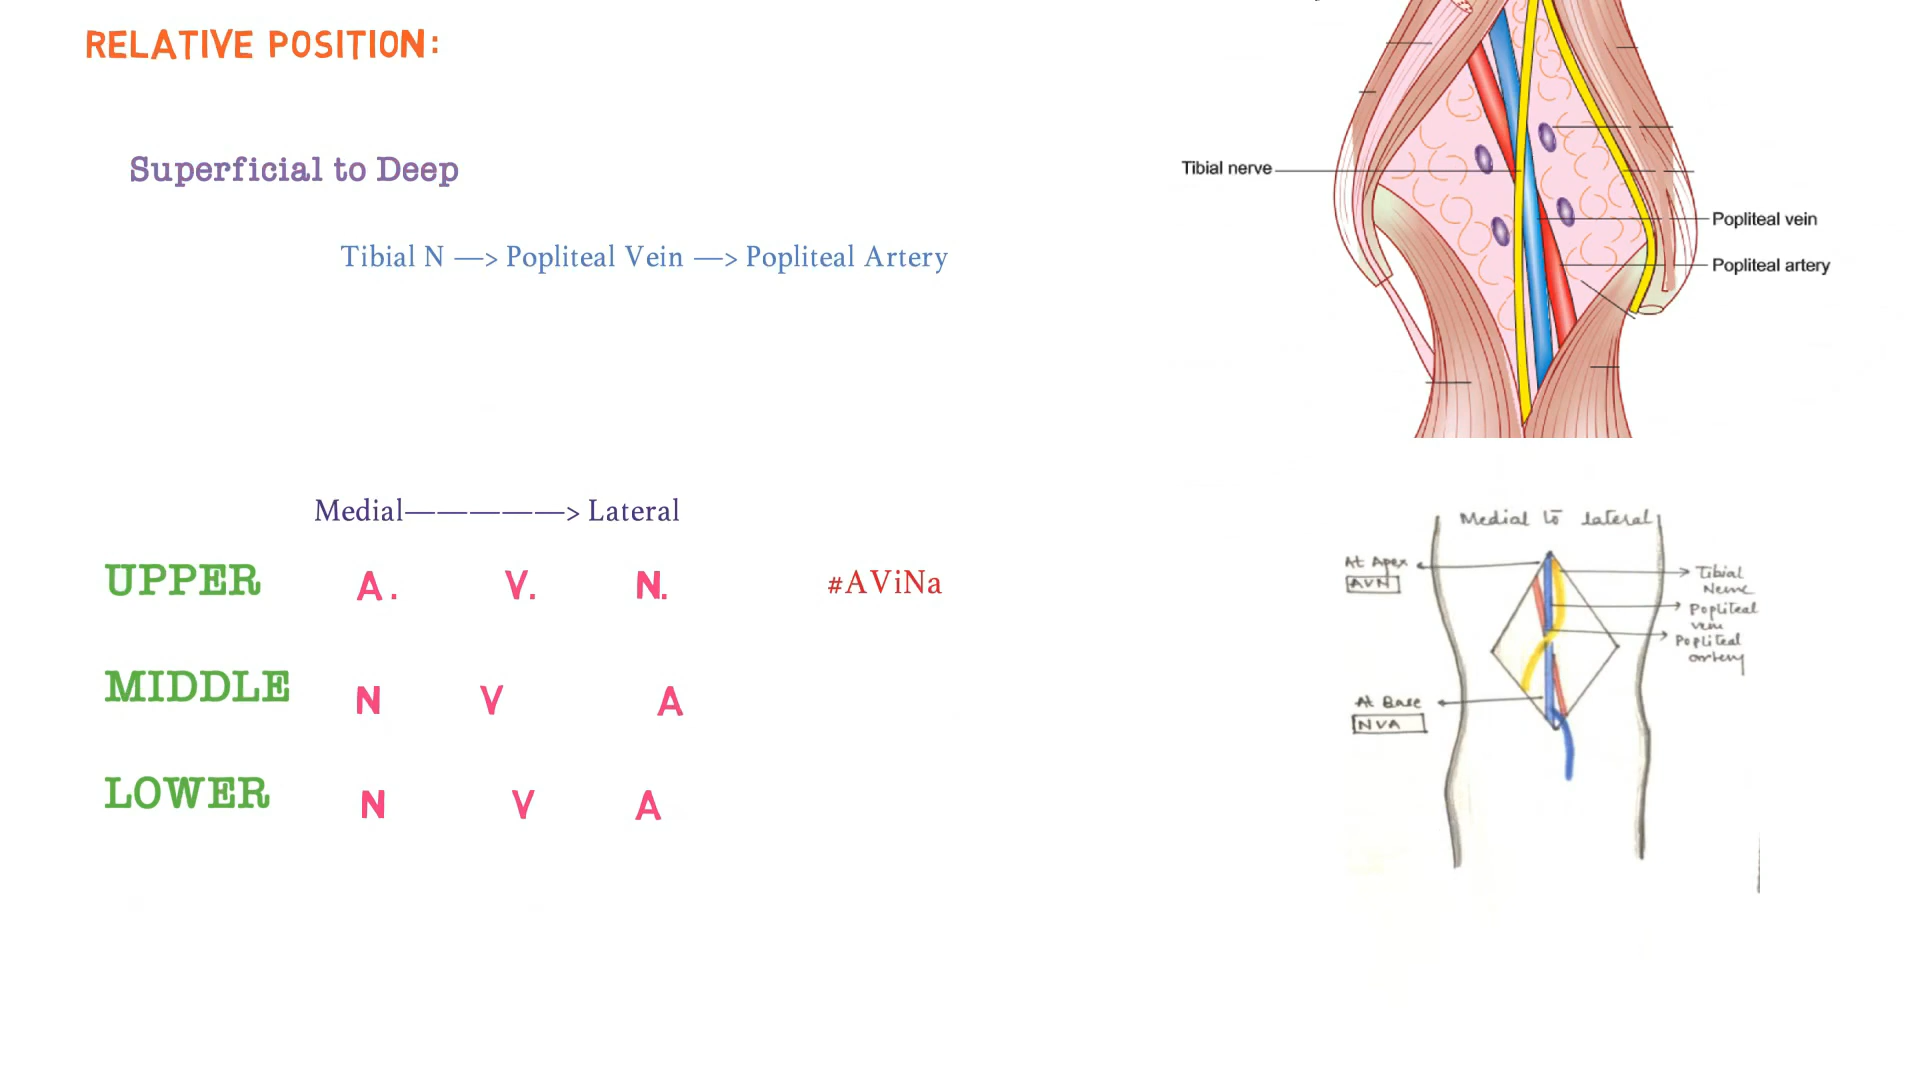 RELATIVE POSITION:
Superficial to Deep
Tibial N —> Popliteal Vein —> Popliteal Artery
Medial—————> Lateral
UPPER A. V. N. #AViNa
MIDDLE N V A
LOWER N V A
Tibial nerve
Popliteal vein
Popliteal artery
Medial to lateral
At Apex
AVN
Tibial
Nerve
Popliteal
vein
Popliteal
artery
At Base
NVA